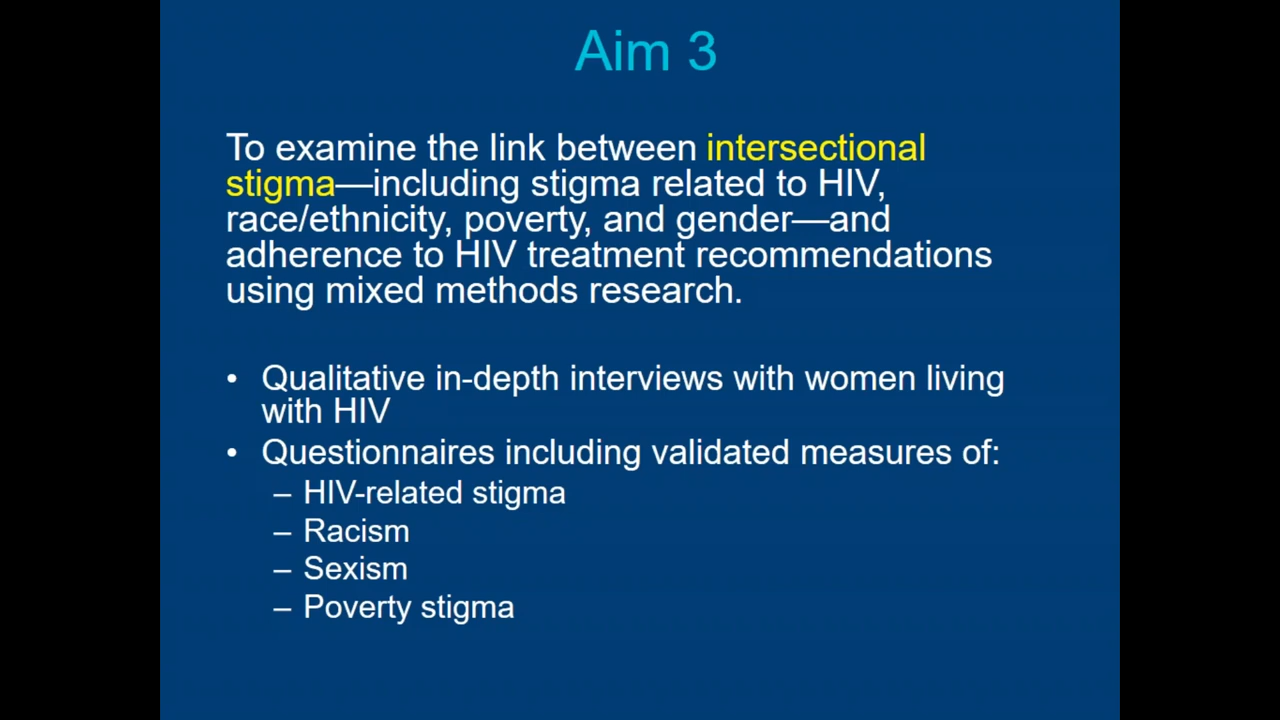 Aim 3
To examine the link between intersectional
stigma—including stigma related to HIV,
race/ethnicity, poverty, and gender—and
adherence to HIV treatment recommendations
using mixed methods research.
• Qualitative in-depth interviews with women living
with HIV
• Questionnaires including validated measures of:
– HIV-related stigma
– Racism
– Sexism
– Poverty stigma